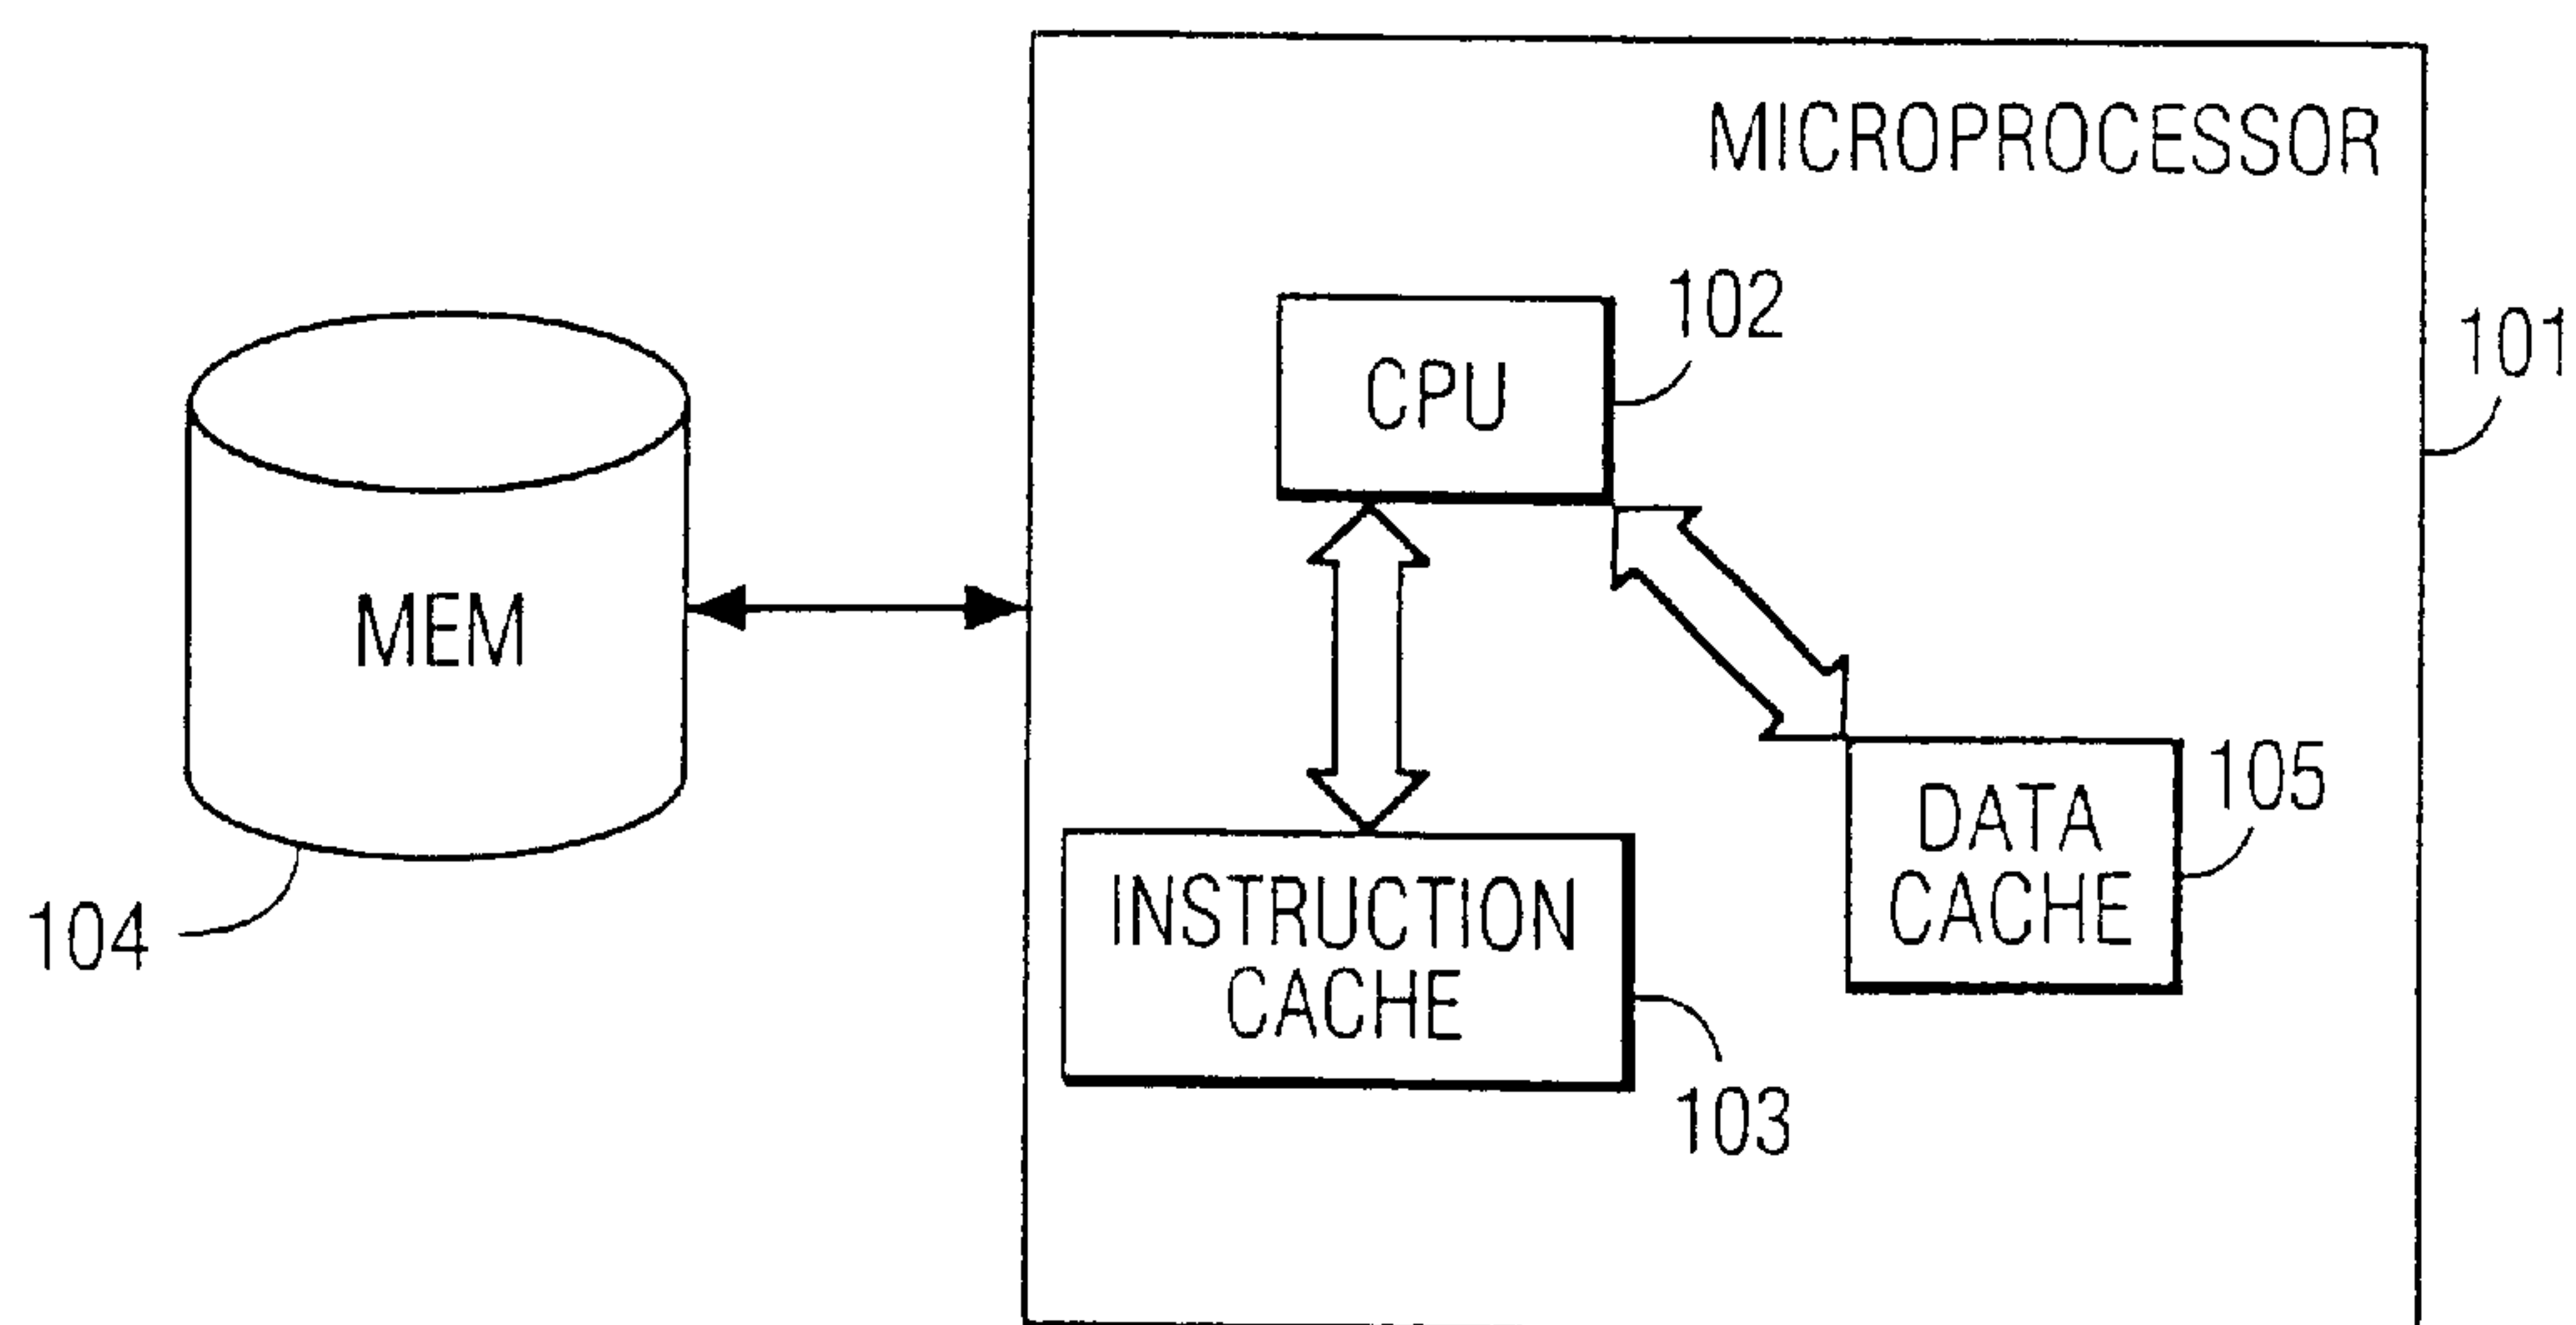 MICROPROCESSOR
102
CPU
101
MEM
DATA
CACHE
105
INSTRUCTION
CACHE
104
103